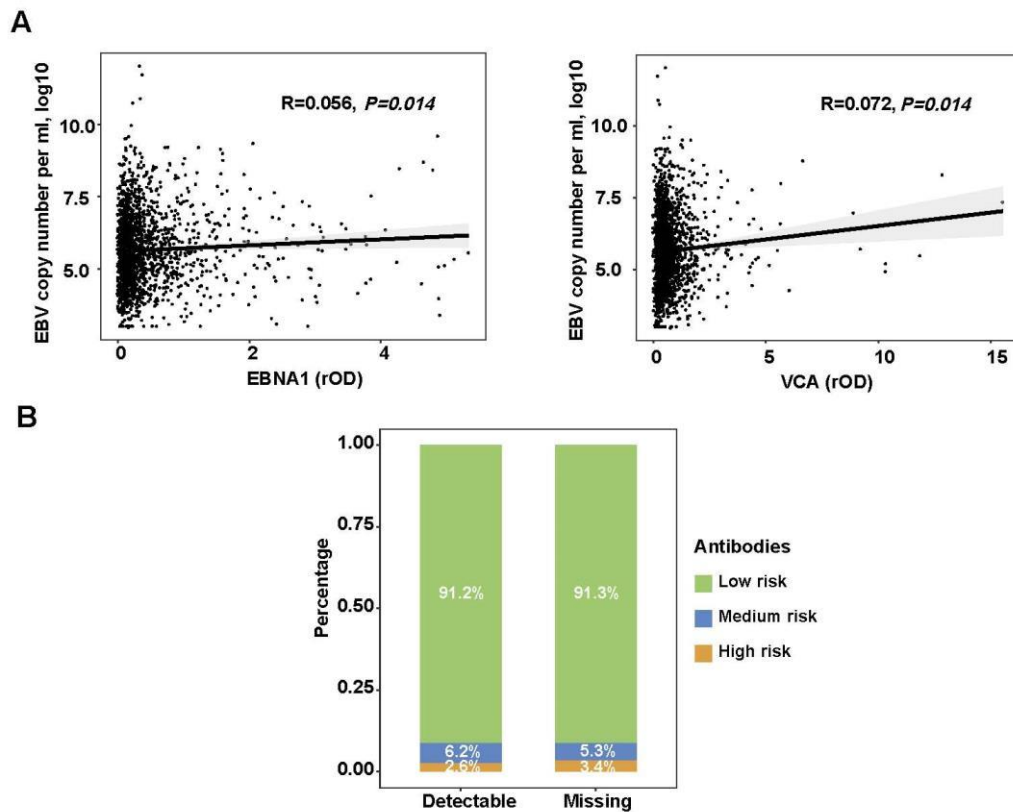 A
EBV copy number per ml, log10
10.0
7.5
5.0
R=0.056, P=0.014
0 2 4
EBNA1 (rOD)
EBV copy number per ml, log10
10.0
7.5
5.0
R=0.072, P=0.014
0 5 10 15
VCA (rOD)
B
Percentage
1.00
0.75
0.50
0.25
0.00
91.2% 91.3%
6.2% 5.3%
2.6% 3.4%
Detectable Missing
Antibodies
Low risk
Medium risk
High risk